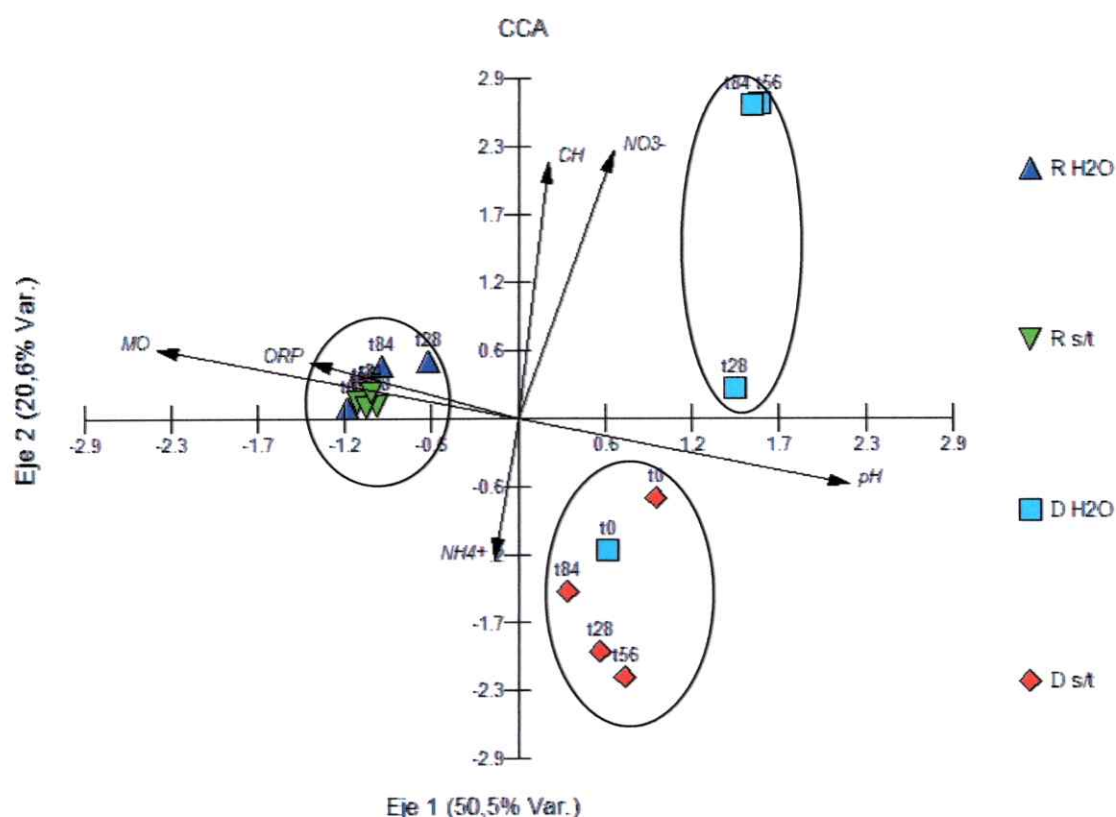 CCA
2.9
t84 t56
2.3
CH
NO3-
R H2O
1.7
1.2
Eje 2 (20,6% Var.)
0.6
MO
ORP
t84
t28
t28
R s/t
-2.9
-2.3
-1.7
-1.2
-0.5
0.6
1.2
1.7
2.3
2.9
pH
-0.6
t0
D H2O
NH4+
t0
t84
-1.7
t28
t56
-2.3
D s/t
-2.9
Eje 1 (50,5% Var.)